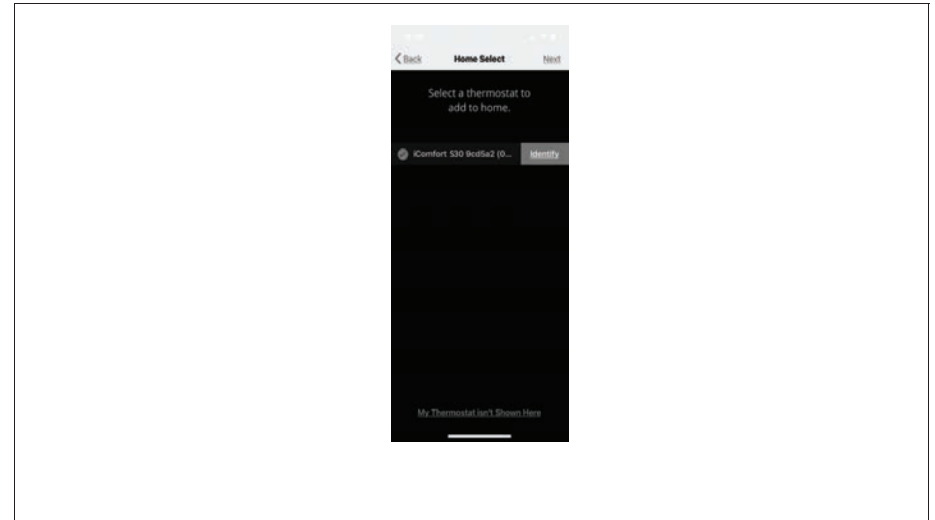 Back Home Select Next
Select a thermostat to
add to home.
iComfort S30 9cd5a2 (0... Identify
My Thermostat isn't Shown Here